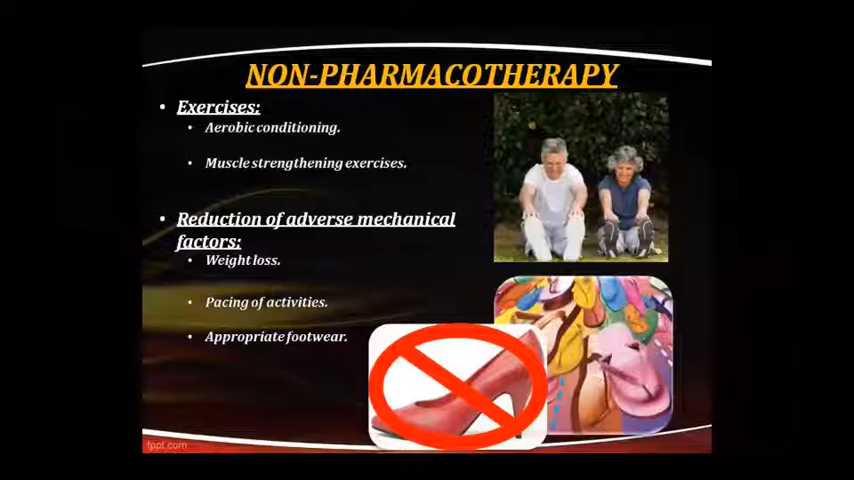 NON-PHARMACOTHERAPY
• Exercises:
• Aerobic conditioning.
• Muscle strengthening exercises.
• Reduction of adverse mechanical
factors:
• Weight loss.
• Pacing of activities.
• Appropriate footwear.
fppt.com